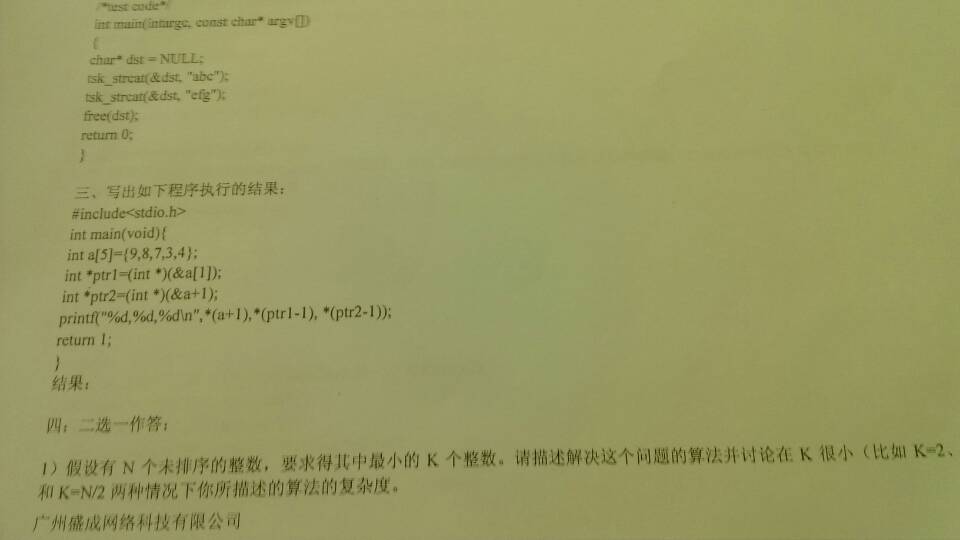 /*test code*/
int main(intargc, const char* argv[])
{
char* dst = NULL;
tsk_strcat(&dst, "abc");
tsk_strcat(&dst, "efg");
free(dst);
return 0;
}
三、写出如下程序执行的结果:
#include<stdio.h>
int main(void){
int a[5]={9,8,7,3,4};
int *ptr1=(int *)(&a[1]);
int *ptr2=(int *)(&a+1);
printf("%d,%d,%d\n",*(a+1),*(ptr1-1), *(ptr2-1));
return 1;
}
结果:
四: 二选一作答:
1）假设有 N 个未排序的整数，要求得其中最小的 K 个整数。请描述解决这个问题的算法并讨论在 K 很小（比如 K=2、
和 K=N/2 两种情况下你所描述的算法的复杂度。
广州盛成网络科技有限公司